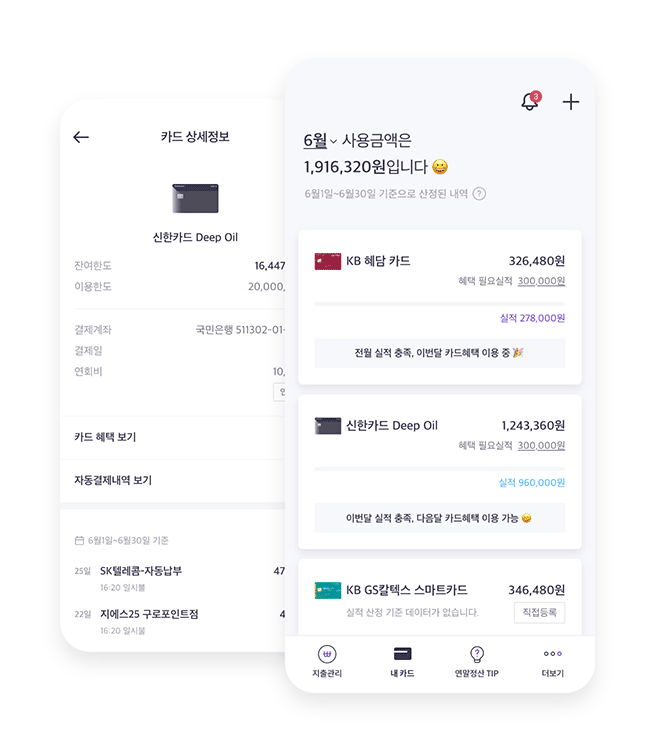 카드 상세정보
신한카드 Deep Oil
잔여한도 16,447
이용한도 20,000,
결제계좌 국민은행 511302-01-
결제일
연회비 10,
카드 혜택 보기
자동결제내역 보기
6월1일~6월30일 기준
25일 SK텔레콤-자동납부 47
16:20 일시불
22일 지에스25 구로포인트점 4
16:20 일시불
3
6월 사용금액은
1,916,320원입니다 😀
6월1일~6월30일 기준으로 산정된 내역 ?
KB 혜담 카드 326,480원
혜택 필요실적 300,000원
실적 278,000원
전월 실적 충족, 이번달 카드혜택 이용 중 🎉
신한카드 Deep Oil 1,243,360원
혜택 필요실적 300,000원
실적 960,000원
이번달 실적 충족, 다음달 카드혜택 이용 가능 😄
KB GS칼텍스 스마트카드 346,480원
실적 산정 기준 데이터가 없습니다. 직접등록
지출관리 내 카드 연말정산 TIP 더보기